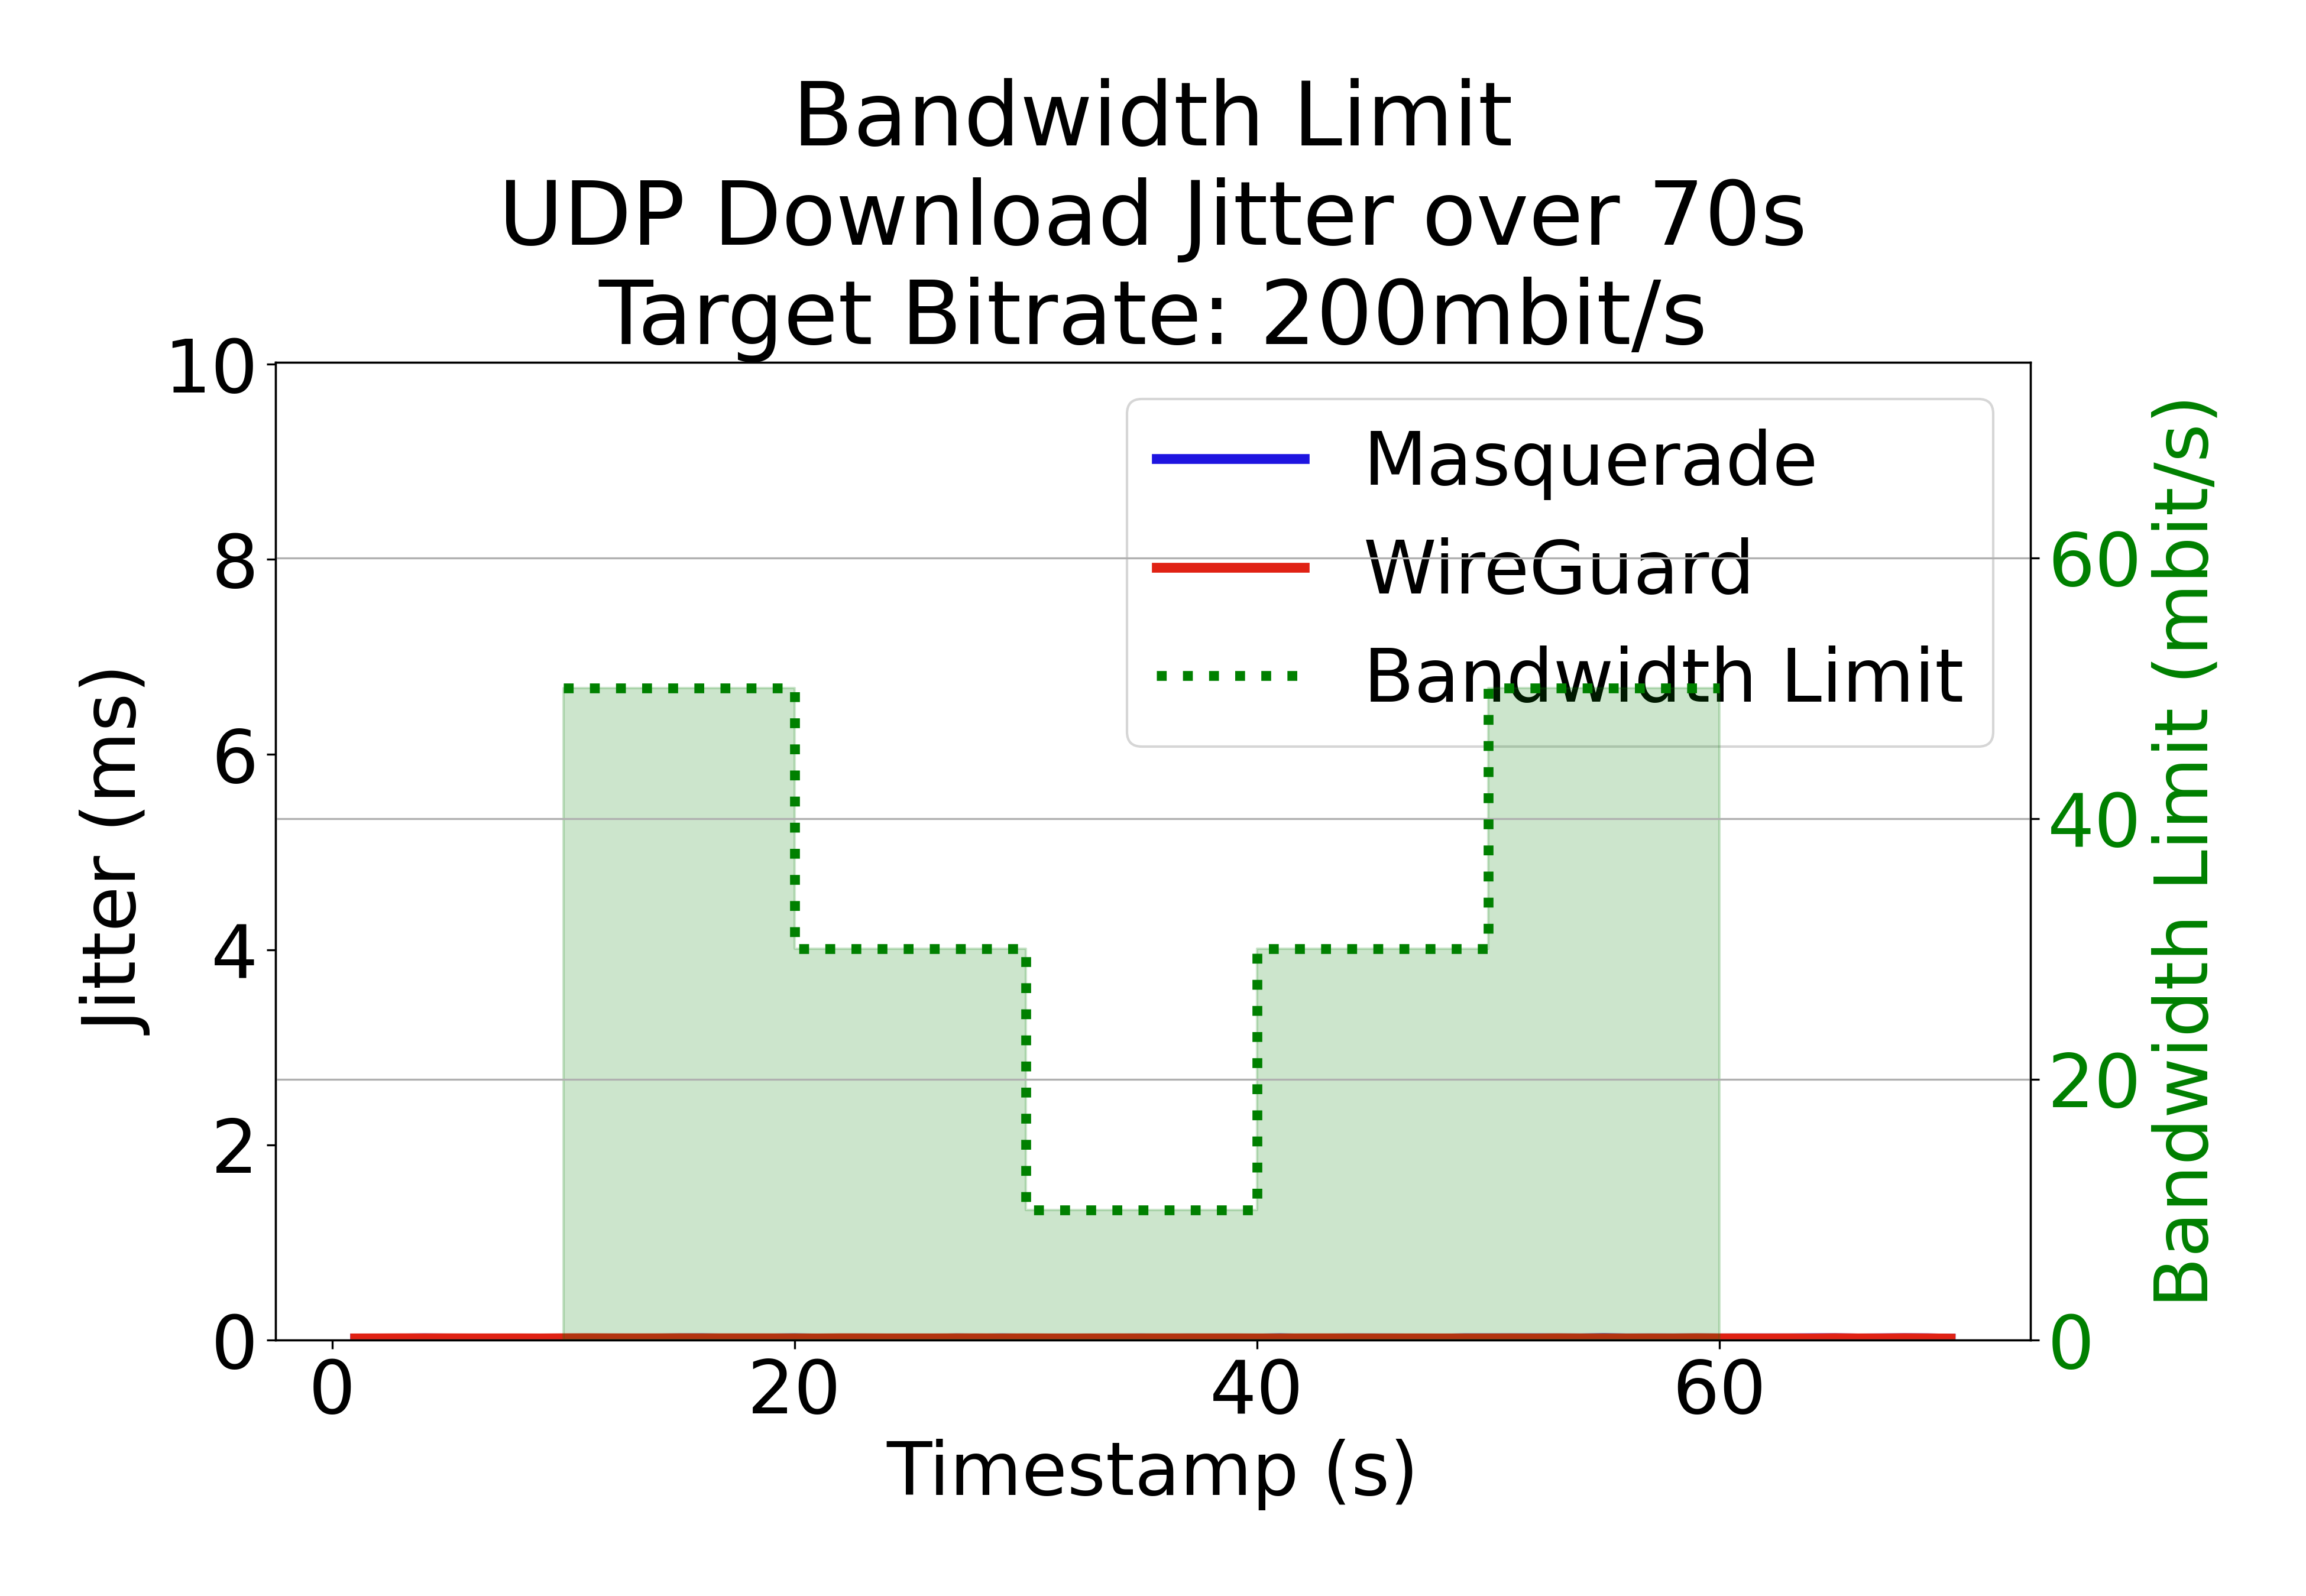 Bandwidth Limit
UDP Download Jitter over 70s
Target Bitrate: 200mbit/s
Jitter (ms)
10
8
6
4
2
0
Masquerade
WireGuard
Bandwidth Limit
60
40
20
0
Bandwidth Limit (mbit/s)
0 20 40 60
Timestamp (s)